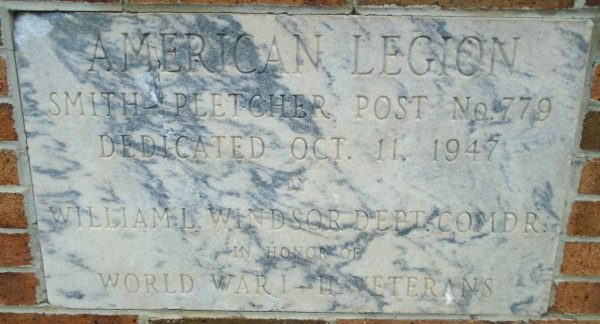 AMERICAN LEGION
SMITH-PLETCHER POST No. 779
DEDICATED OCT. 11, 1947
BY
WILLIAM L. WINDSOR DEPT. COMDR.
IN HONOR OF
WORLD WAR I - II VETERANS